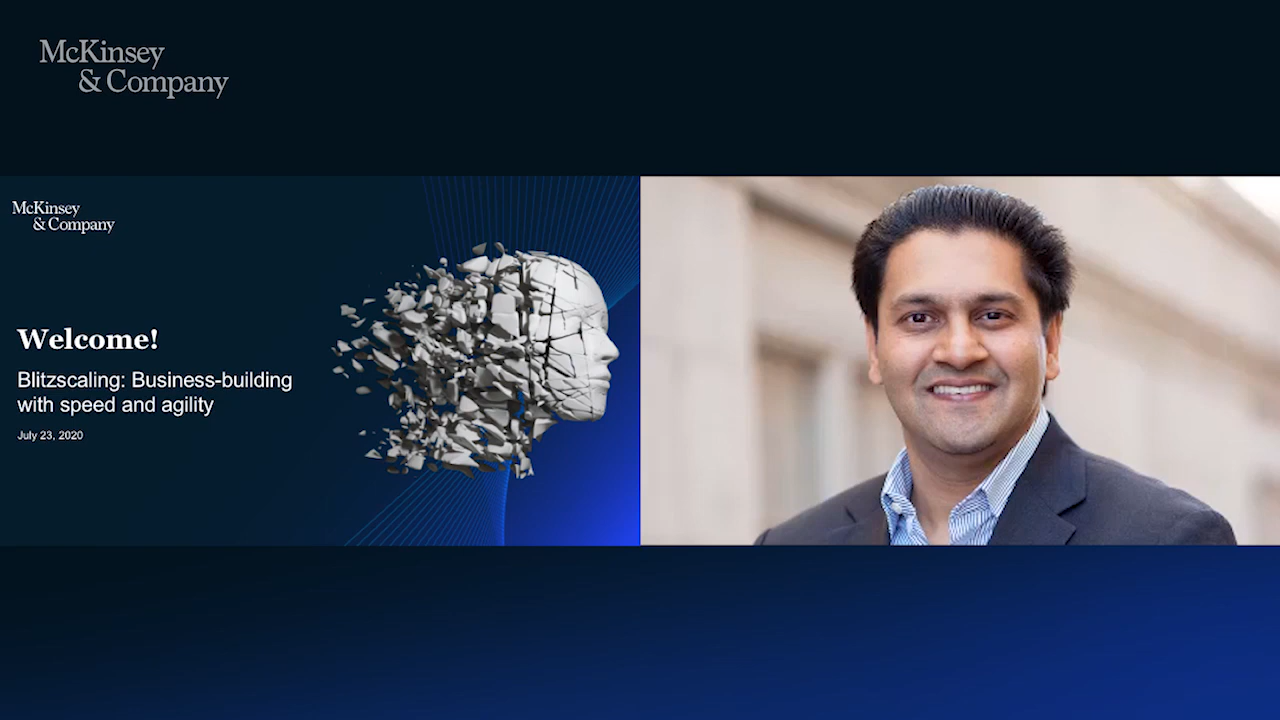 McKinsey
& Company
McKinsey
& Company
Welcome!
Blitzscaling: Business-building
with speed and agility
July 23, 2020